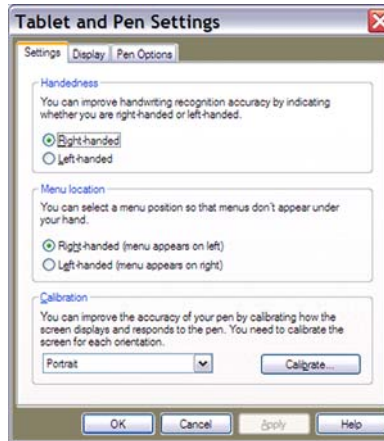 Tablet and Pen Settings
Settings Display Pen Options
Handedness
You can improve handwriting recognition accuracy by indicating
whether you are right-handed or left-handed.
Right-handed
Left-handed
Menu location
You can select a menu position so that menus don't appear under
your hand.
Right-handed (menu appears on left)
Left-handed (menu appears on right)
Calibration
You can improve the accuracy of your pen by calibrating how the
screen displays and responds to the pen. You need to calibrate the
screen for each orientation.
Portrait Calibrate...
OK Cancel Apply Help